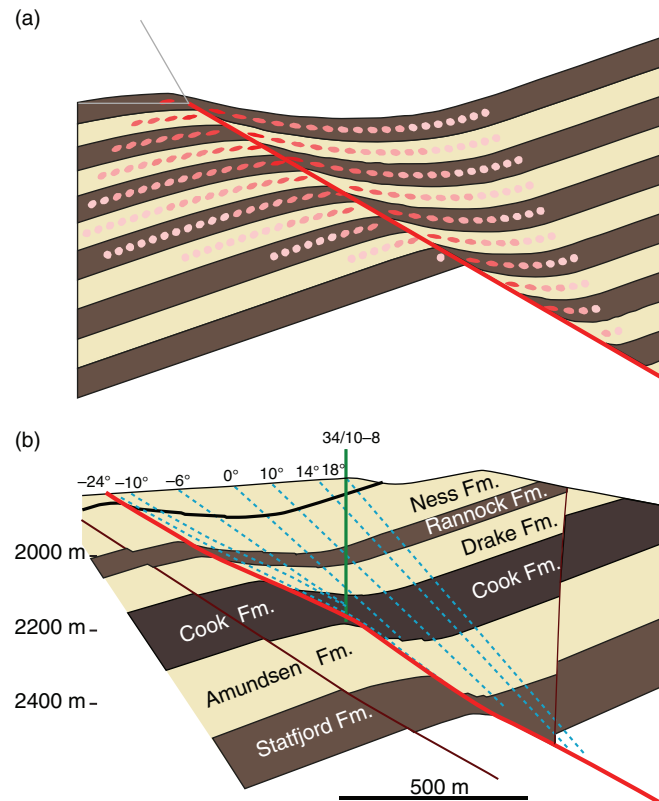 (a)
(b)
34/10–8
–24° –10° –6° 0° 10° 14° 18°
Ness Fm.
Rannock Fm.
Drake Fm.
2000 m
Cook Fm.
Cook Fm.
2200 m
Amundsen Fm.
2400 m
Statfjord Fm.
500 m